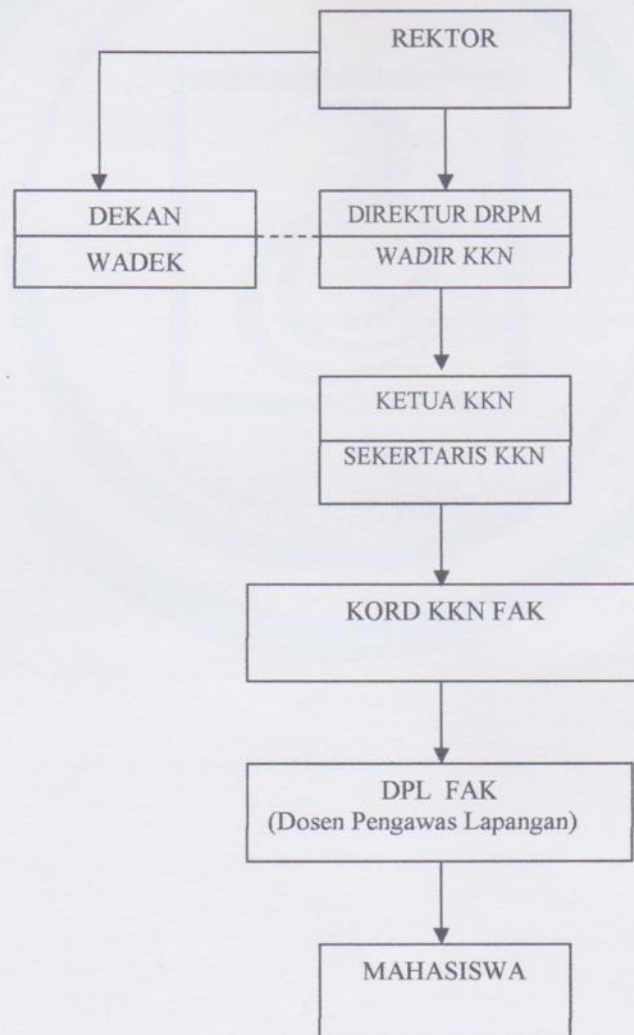 REKTOR
DEKAN
WADEK
DIREKTUR DRPM
WADIR KKN
KETUA KKN
SEKERTARIS KKN
KORD KKN FAK
DPL FAK
(Dosen Pengawas Lapangan)
MAHASISWA